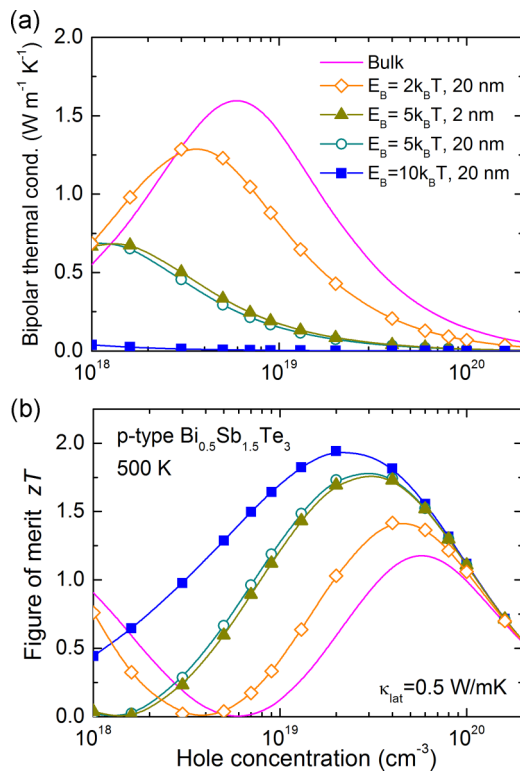 (a)
Bipolar thermal cond. (W m⁻¹ K⁻¹)
2.0
1.5
1.0
0.5
0.0
Bulk
E_B= 2k_BT, 20 nm
E_B= 5k_BT, 2 nm
E_B= 5k_BT, 20 nm
E_B=10k_BT, 20 nm
10¹⁸
10¹⁹
10²⁰
(b)
Figure of merit zT
2.0
1.5
1.0
0.5
0.0
p-type Bi₀.₅Sb₁.₅Te₃
500 K
κ_lat=0.5 W/mK
10¹⁸
10¹⁹
10²⁰
Hole concentration (cm⁻³)